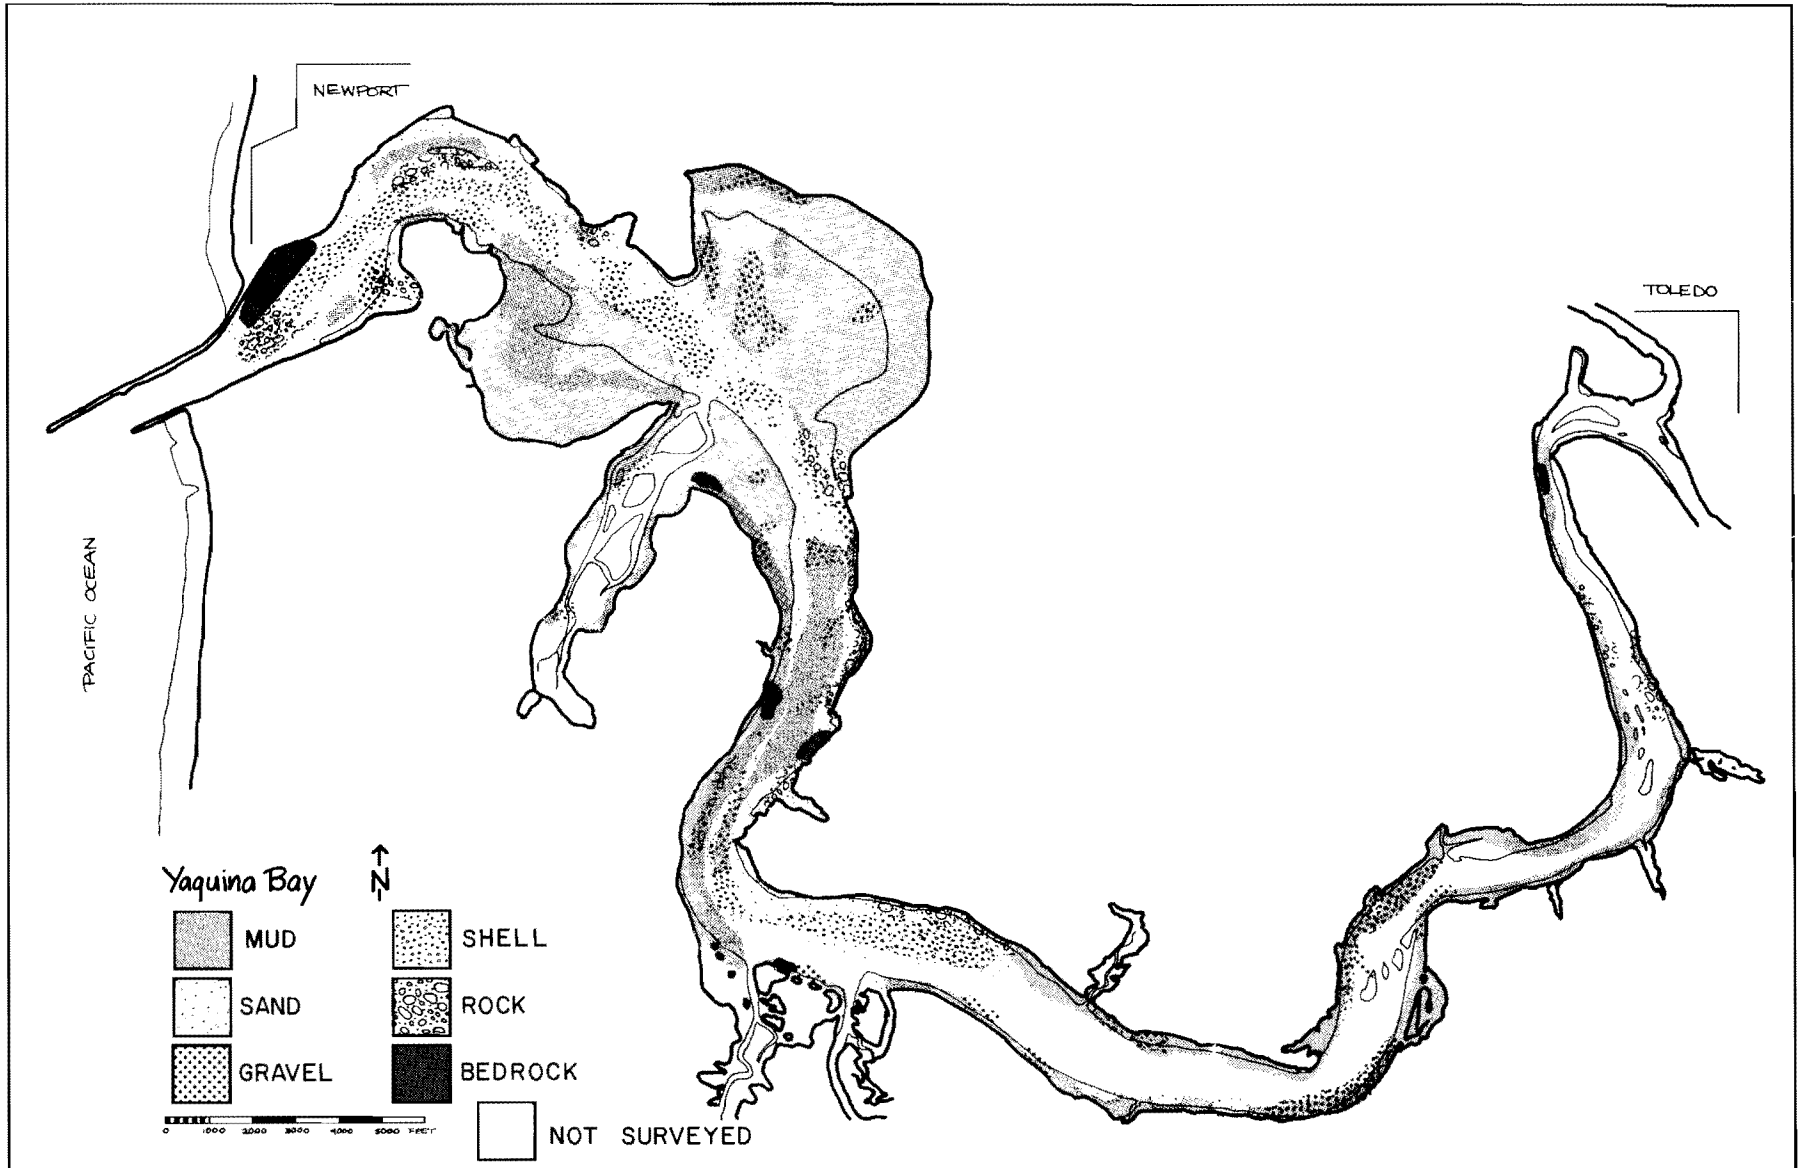 NEWPORT
TOLEDO
PACIFIC OCEAN
Yaquina Bay
N
MUD
SHELL
SAND
ROCK
GRAVEL
BEDROCK
0 1000 2000 3000 4000 5000 FEET
NOT SURVEYED